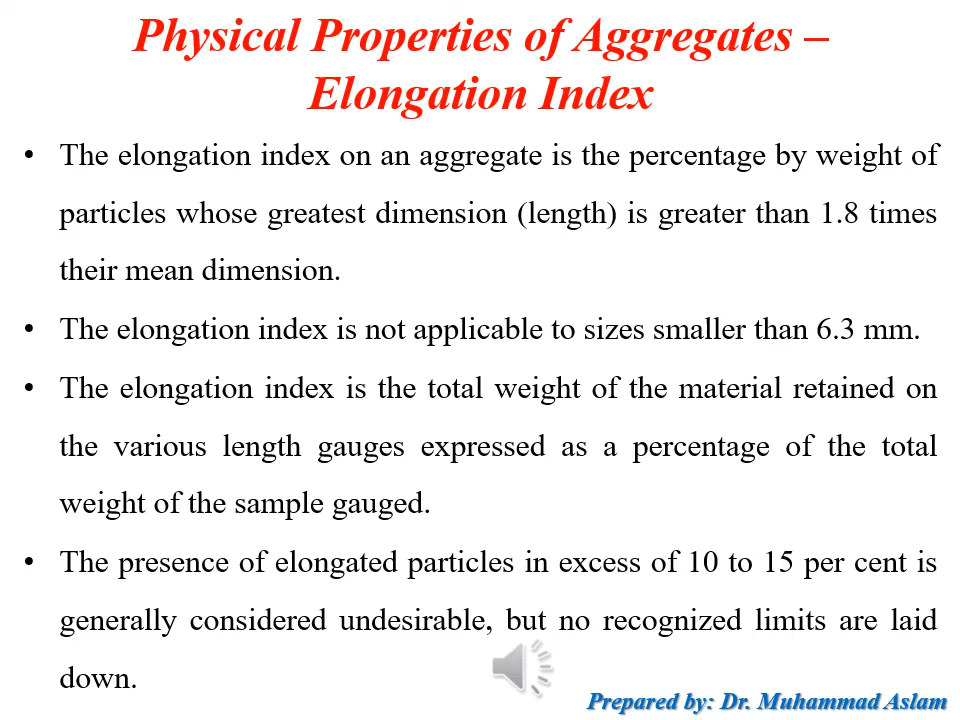 Physical Properties of Aggregates –
Elongation Index
• The elongation index on an aggregate is the percentage by weight of
particles whose greatest dimension (length) is greater than 1.8 times
their mean dimension.
• The elongation index is not applicable to sizes smaller than 6.3 mm.
• The elongation index is the total weight of the material retained on
the various length gauges expressed as a percentage of the total
weight of the sample gauged.
• The presence of elongated particles in excess of 10 to 15 per cent is
generally considered undesirable, but no recognized limits are laid
down.
Prepared by: Dr. Muhammad Aslam